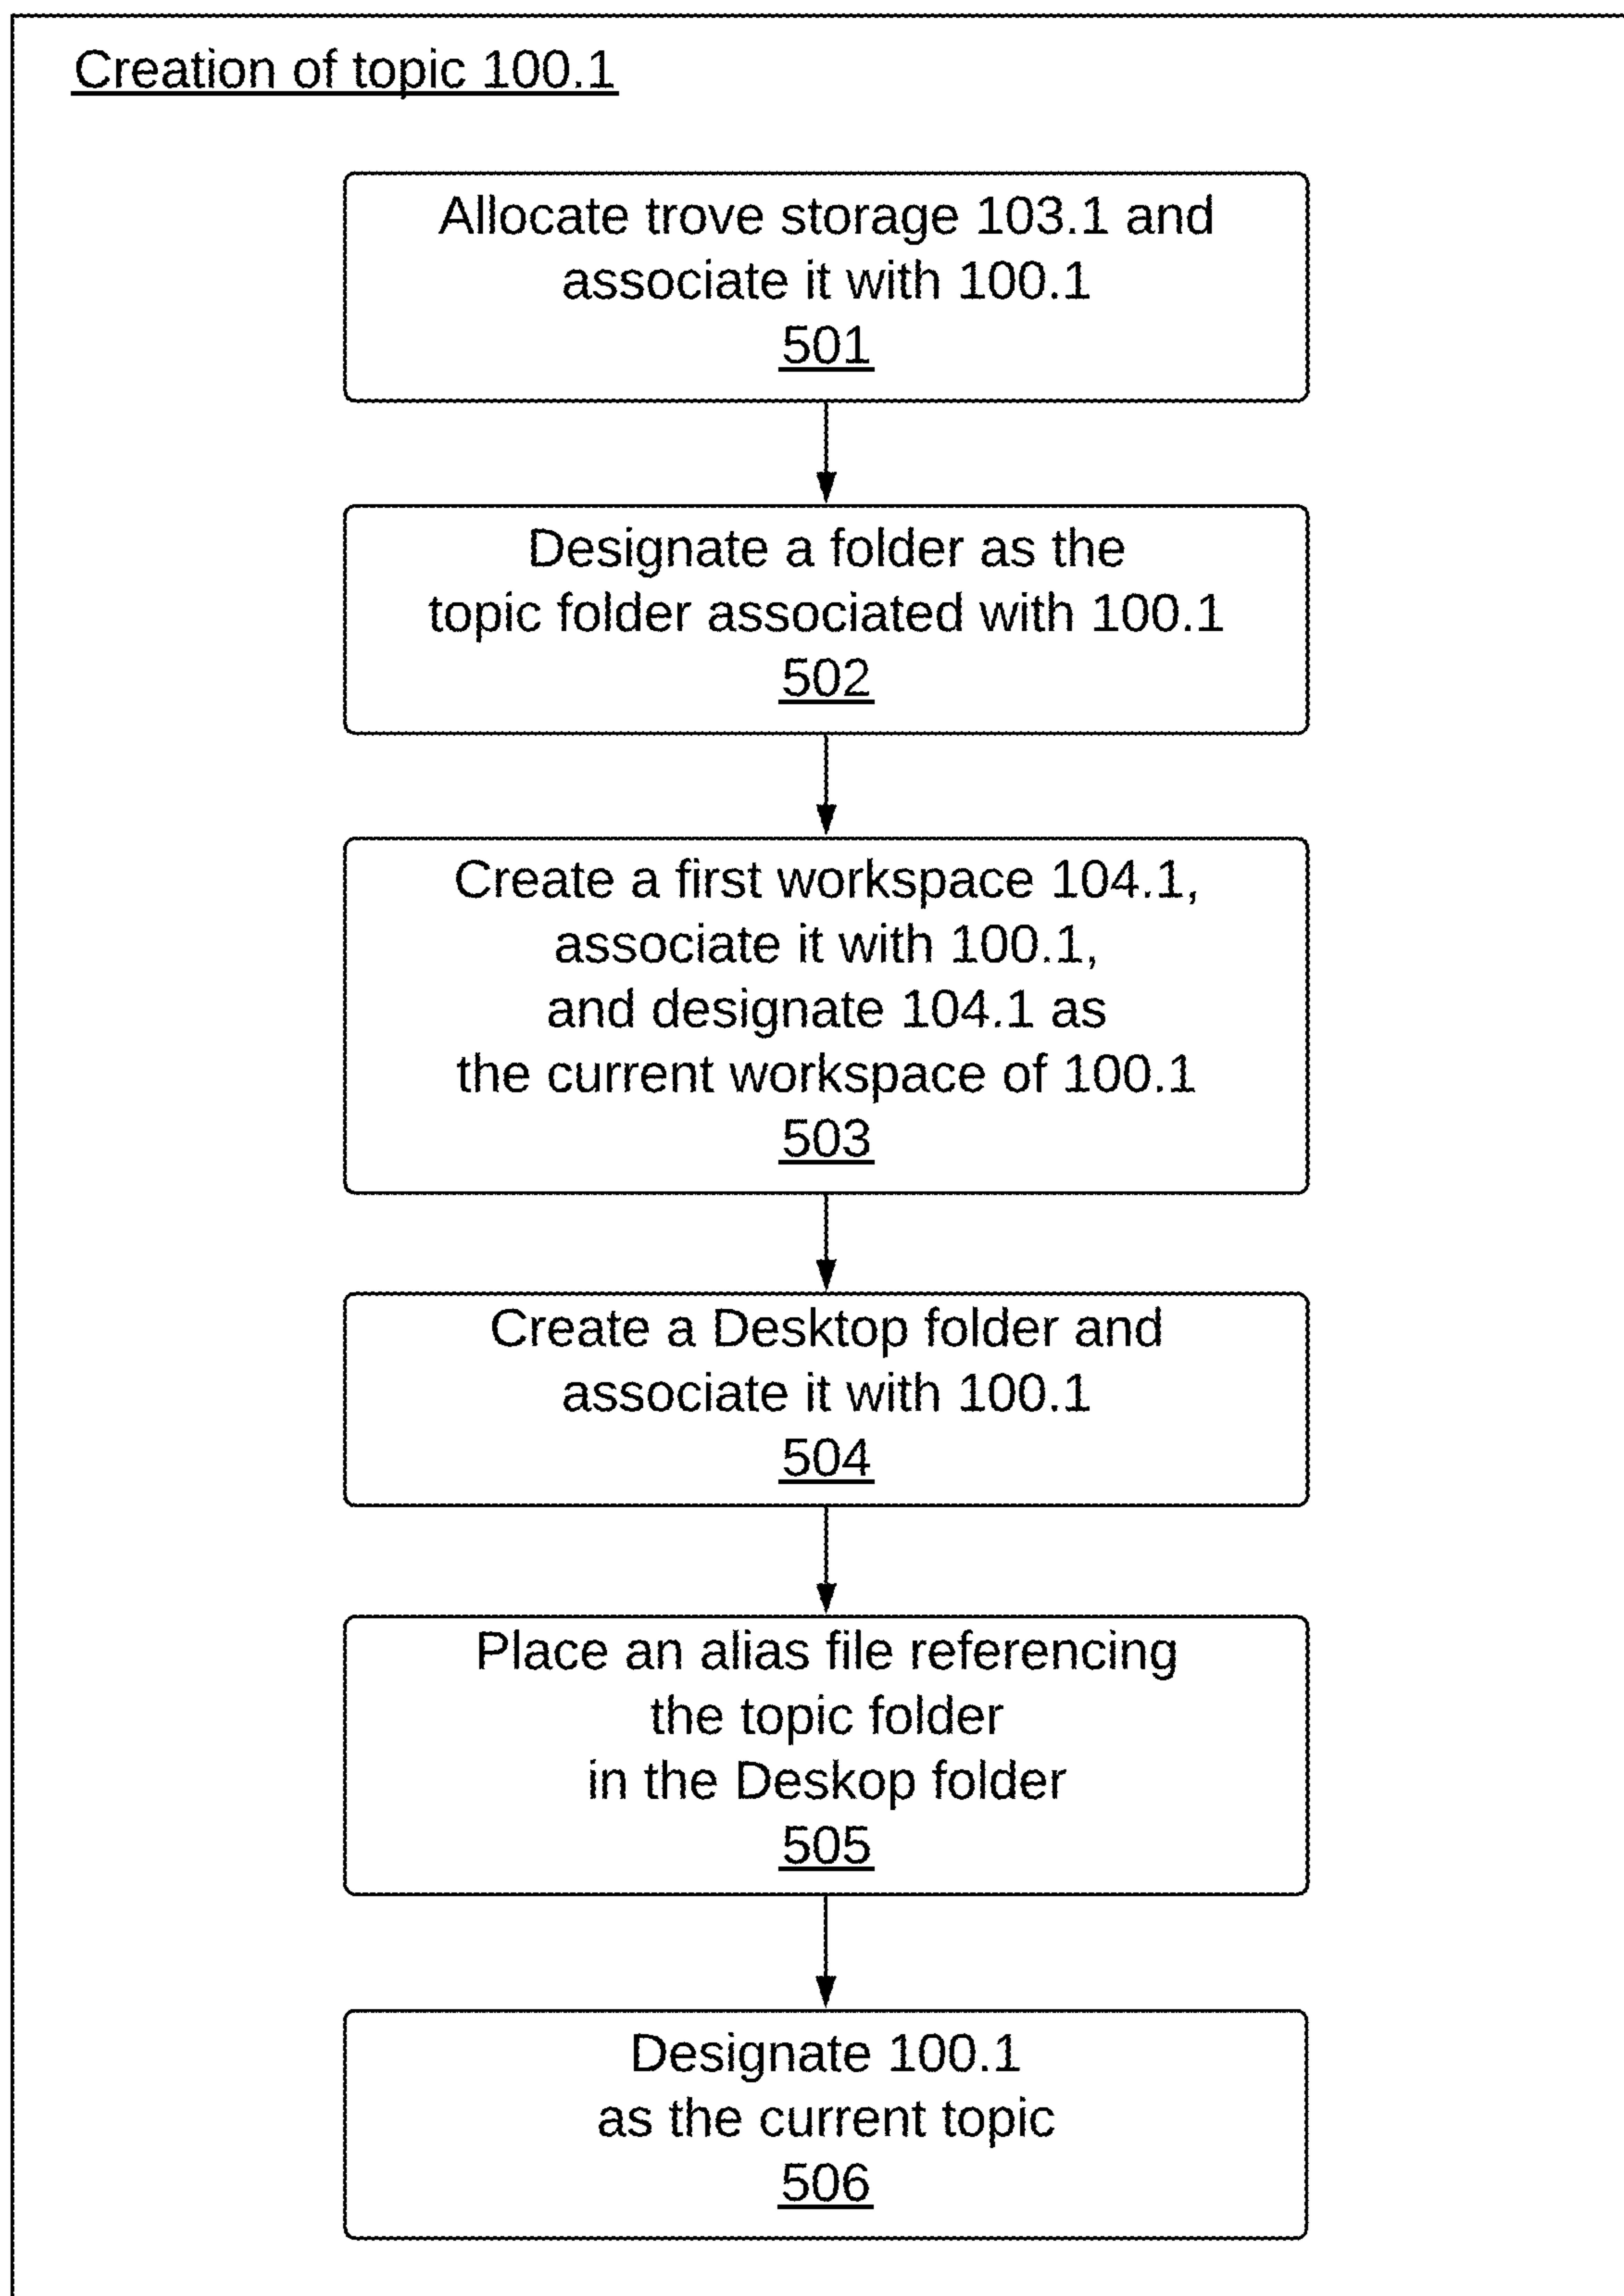 Creation of topic 100.1
Allocate trove storage 103.1 and
associate it with 100.1
501
Designate a folder as the
topic folder associated with 100.1
502
Create a first workspace 104.1,
associate it with 100.1,
and designate 104.1 as
the current workspace of 100.1
503
Create a Desktop folder and
associate it with 100.1
504
Place an alias file referencing
the topic folder
in the Deskop folder
505
Designate 100.1
as the current topic
506